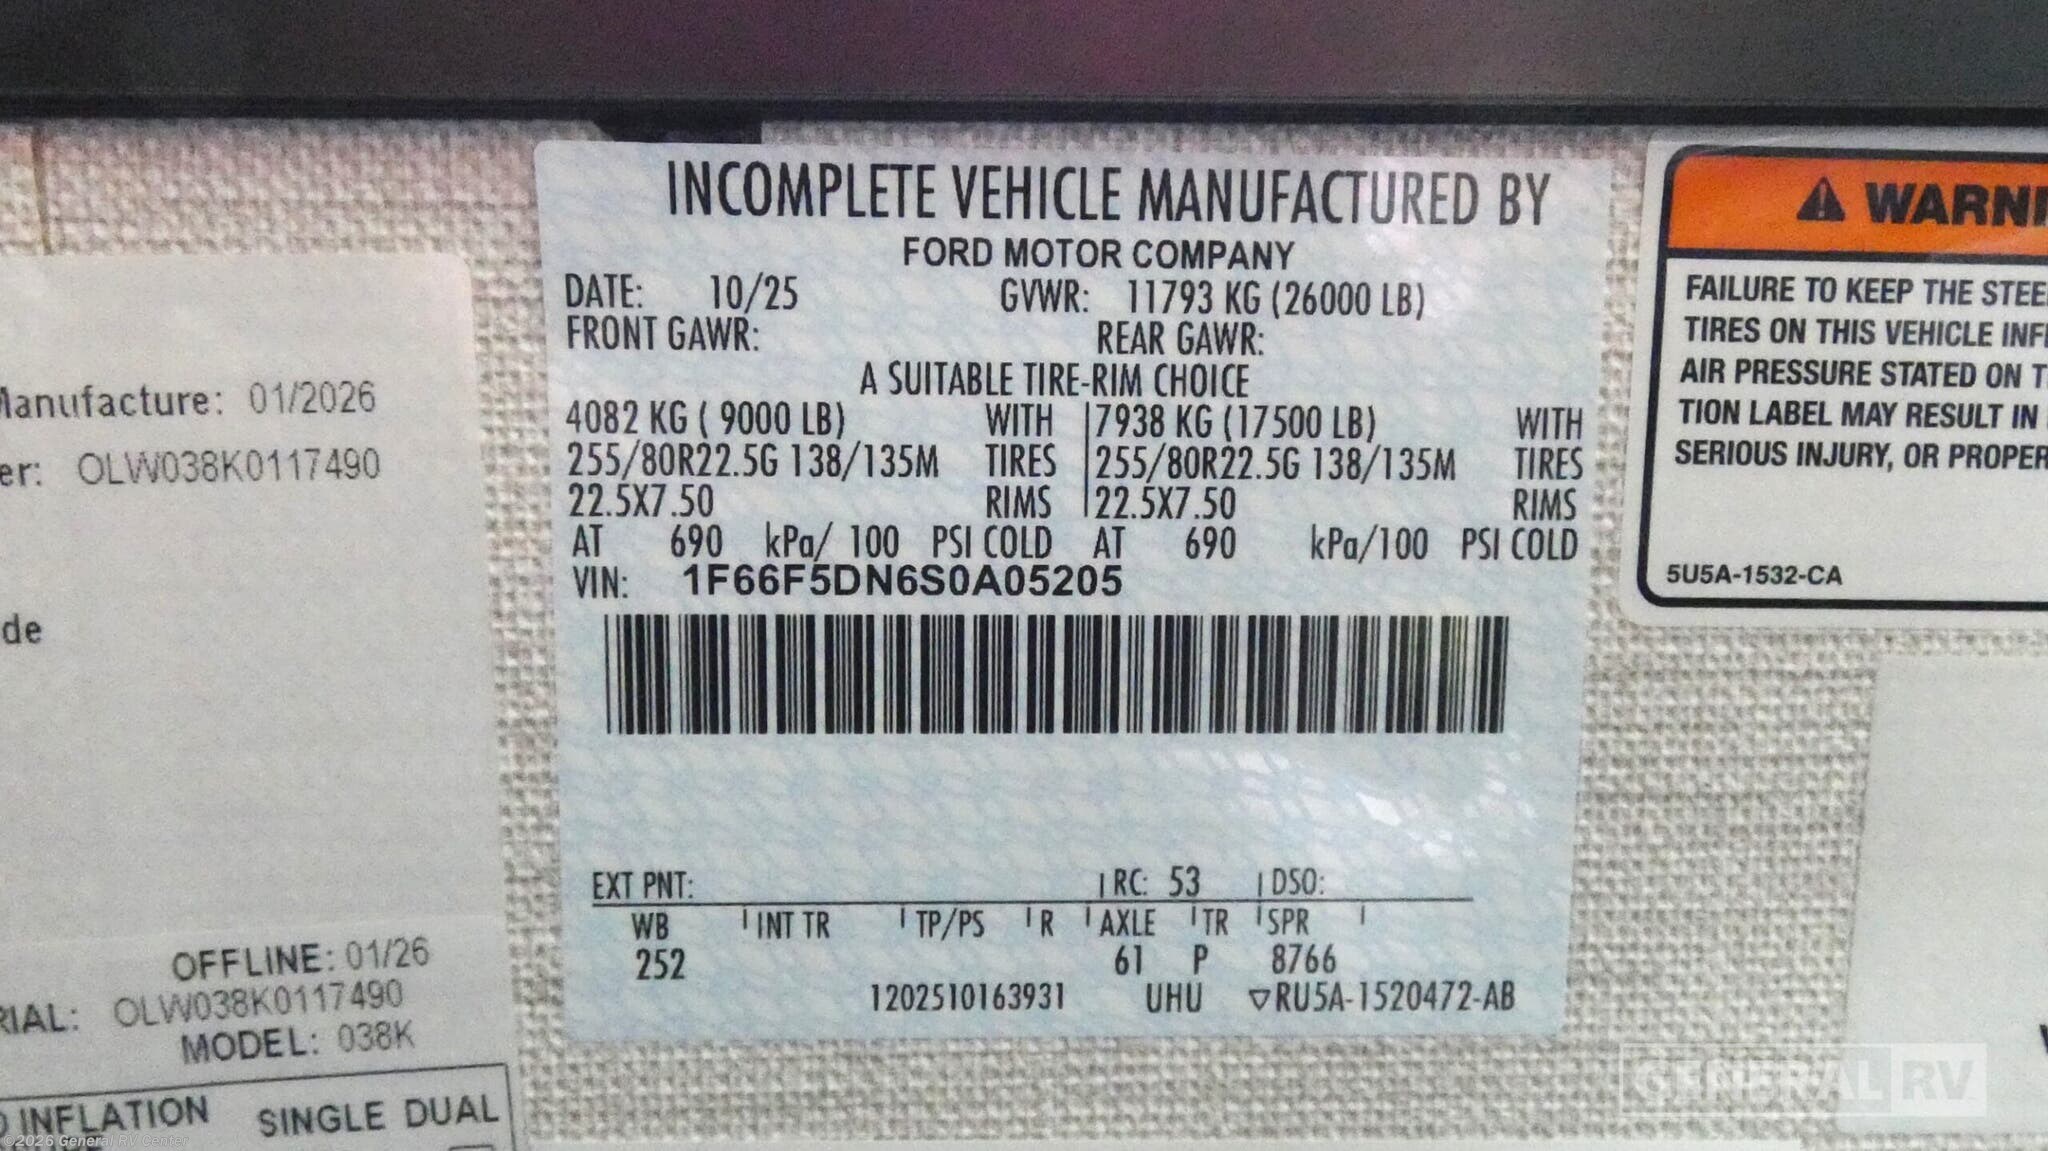 INCOMPLETE VEHICLE MANUFACTURED BY
FORD MOTOR COMPANY
DATE: 10/25 GVWR: 11793 KG (26000 LB)
FRONT GAWR: REAR GAWR:
A SUITABLE TIRE-RIM CHOICE
4082 KG ( 9000 LB) WITH 7938 KG (17500 LB) WITH
255/80R22.5G 138/135M TIRES 255/80R22.5G 138/135M TIRES
22.5X7.50 RIMS 22.5X7.50 RIMS
AT 690 kPa/ 100 PSI COLD AT 690 kPa/100 PSI COLD
VIN: 1F66F5DN6S0A05205
EXT PNT: RC: 53 DSO:
WB INT TR TP/PS R AXLE TR SPR
252 61 P 8766
1202510163931 UHU ▽RU5A-1520472-AB
Manufacture: 01/2026
er: OLW038K0117490
de
OFFLINE: 01/26
RIAL: OLW038K0117490
MODEL: 038K
INFLATION SINGLE DUAL
WARNI
FAILURE TO KEEP THE STEE
TIRES ON THIS VEHICLE INF
AIR PRESSURE STATED ON T
TION LABEL MAY RESULT IN
SERIOUS INJURY, OR PROPER
5U5A-1532-CA
GENERAL RV
©2026 General RV Center